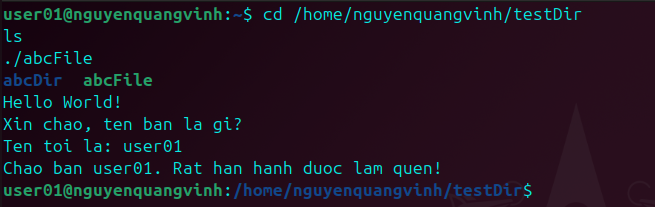 user01@nguyenquangvinh:~$ cd /home/nguyenquangvinh/testDir
ls
./abcFile
abcDir  abcFile
Hello World!
Xin chao, ten ban la gi?
Ten toi la: user01
Chao ban user01. Rat han hanh duoc lam quen!
user01@nguyenquangvinh:/home/nguyenquangvinh/testDir$